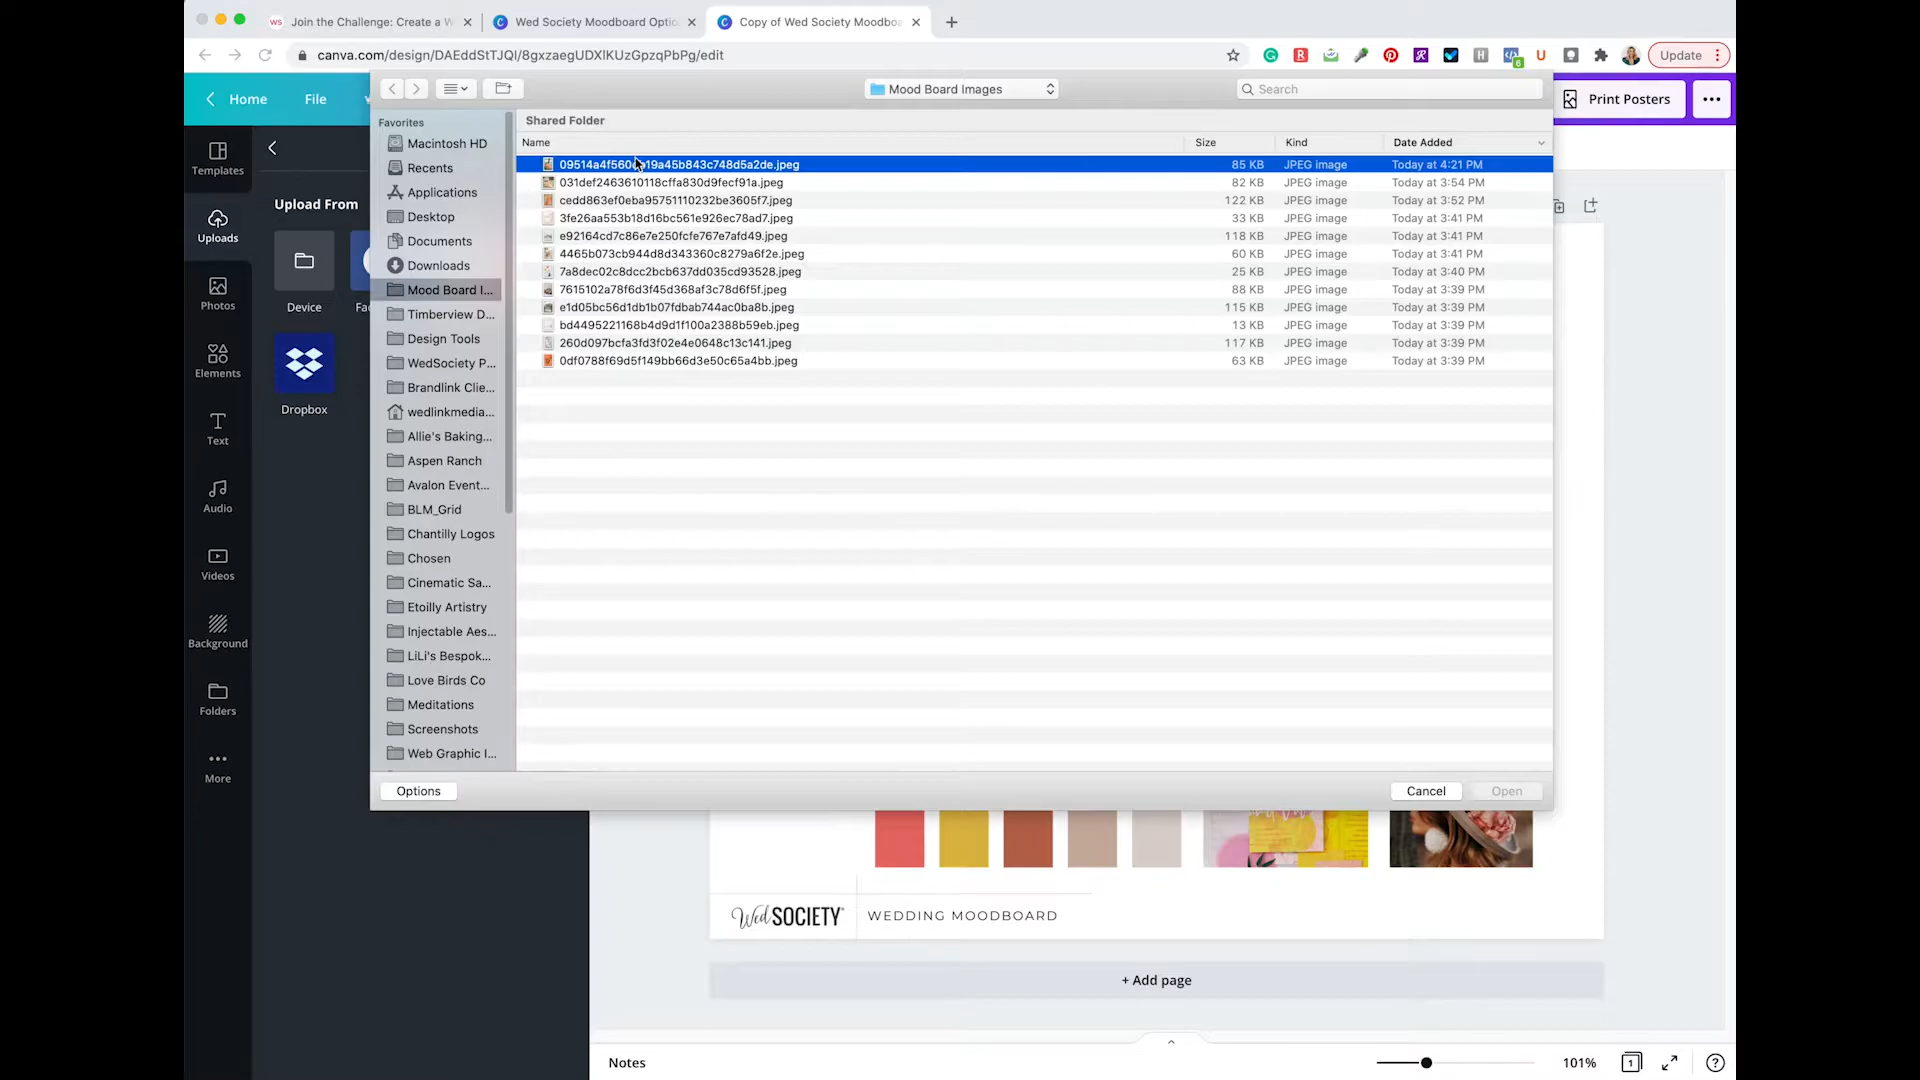 WS Join the Challenge: Create a W
Wed Society Moodboard Optio
Copy of Wed Society Moodboa
canva.com/design/DAEddStTJQI/8gxzaegUDXlKUzGpzqPbPg/edit
Update
Home
File
Print Posters
Mood Board Images
Search
Favorites
Macintosh HD
Recents
Applications
Desktop
Documents
Downloads
Mood Board I...
Timberview D...
Design Tools
WedSociety P...
Brandlink Clie...
wedlinkmedia...
Allie's Baking...
Aspen Ranch
Avalon Event...
BLM_Grid
Chantilly Logos
Chosen
Cinematic Sa...
Etoilly Artistry
Injectable Aes...
LiLi's Bespok...
Love Birds Co
Meditations
Screenshots
Web Graphic I...
Shared Folder
Name Size Kind Date Added
85 KB JPEG image Today at 4:21 PM
031def2463610118cffa830d9fecf91a.jpeg 82 KB JPEG image Today at 3:54 PM
cedd863ef0eba95751110232be3605f7.jpeg 122 KB JPEG image Today at 3:52 PM
3fe26aa553b18d16bc561e926ec78ad7.jpeg 33 KB JPEG image Today at 3:41 PM
e92164cd7c86e7e250fcfe767e7afd49.jpeg 118 KB JPEG image Today at 3:41 PM
4465b073cb944d8d343360c8279a6f2e.jpeg 60 KB JPEG image Today at 3:41 PM
7a8dec02c8dcc2bcb637dd035cd93528.jpeg 25 KB JPEG image Today at 3:40 PM
7615102a78f6d3f45d368af3c78d6f5f.jpeg 88 KB JPEG image Today at 3:39 PM
e1d05bc56d1db1b07fdbab744ac0ba8b.jpeg 115 KB JPEG image Today at 3:39 PM
bd4495221168b4d9d1f100a2388b59eb.jpeg 13 KB JPEG image Today at 3:39 PM
260d097bcfa3fd3f02e4e0648c13c141.jpeg 117 KB JPEG image Today at 3:39 PM
0df0788f69d5f149bb66d3e50c65a4bb.jpeg 63 KB JPEG image Today at 3:39 PM
Options
Cancel
Open
Templates
Uploads
Photos
Elements
Text
Audio
Videos
Background
Folders
More
Upload From
Device
Fac
Dropbox
Wed SOCIETY
WEDDING MOODBOARD
+ Add page
Notes
101%
1
?